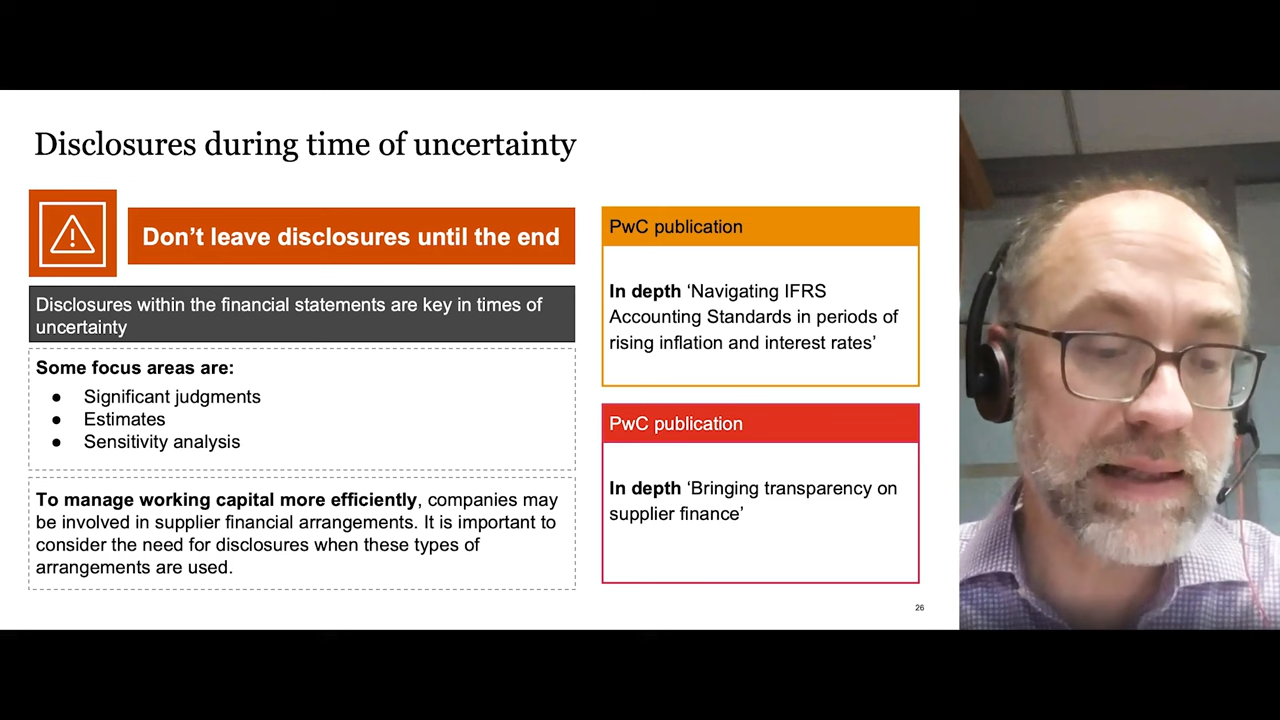 Disclosures during time of uncertainty
Don’t leave disclosures until the end
Disclosures within the financial statements are key in times of
uncertainty
Some focus areas are:
● Significant judgments
● Estimates
● Sensitivity analysis
To manage working capital more efficiently, companies may
be involved in supplier financial arrangements. It is important to
consider the need for disclosures when these types of
arrangements are used.
PwC publication
In depth ‘Navigating IFRS
Accounting Standards in periods of
rising inflation and interest rates’
PwC publication
In depth ‘Bringing transparency on
supplier finance’
26